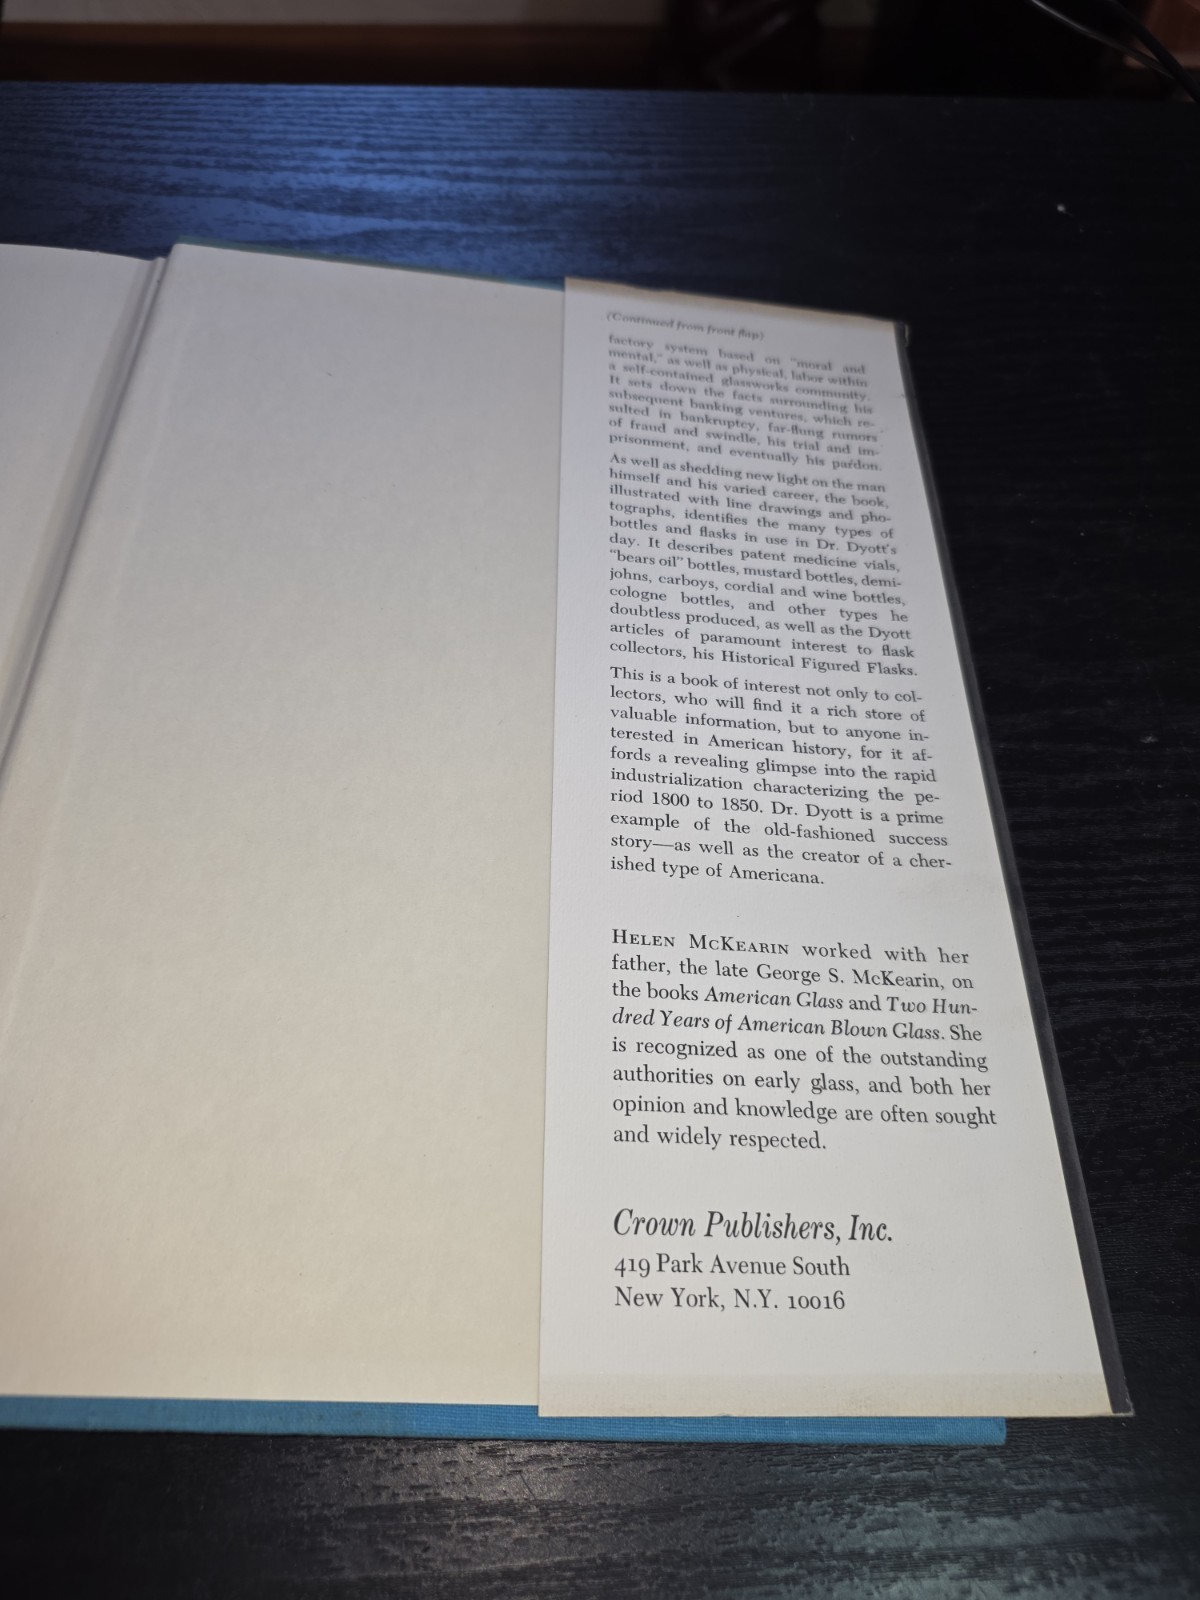 (Continued from front flap)
factory system based on "moral and
mental," as well as physical, labor within
a self-contained glassworks community.
It sets down the facts surrounding his
subsequent banking ventures, which re-
sulted in bankruptcy, far-flung rumors
of fraud and swindle, his trial and im-
prisonment, and eventually his pardon.
As well as shedding new light on the man
himself and his varied career, the book,
illustrated with line drawings and pho-
tographs, identifies the many types of
bottles and flasks in use in Dr. Dyott's
day. It describes patent medicine vials,
"bears oil" bottles, mustard bottles, demi-
johns, carboys, cordial and wine bottles,
cologne bottles, and other types he
doubtless produced, as well as the Dyott
articles of paramount interest to flask
collectors, his Historical Figured Flasks.
This is a book of interest not only to col-
lectors, who will find it a rich store of
valuable information, but to anyone in-
terested in American history, for it af-
fords a revealing glimpse into the rapid
industrialization characterizing the pe-
riod 1800 to 1850. Dr. Dyott is a prime
example of the old-fashioned success
story—as well as the creator of a cher-
ished type of Americana.
HELEN MCKEARIN worked with her
father, the late George S. McKearin, on
the books American Glass and Two Hun-
dred Years of American Blown Glass. She
is recognized as one of the outstanding
authorities on early glass, and both her
opinion and knowledge are often sought
and widely respected.
Crown Publishers, Inc.
419 Park Avenue South
New York, N.Y. 10016